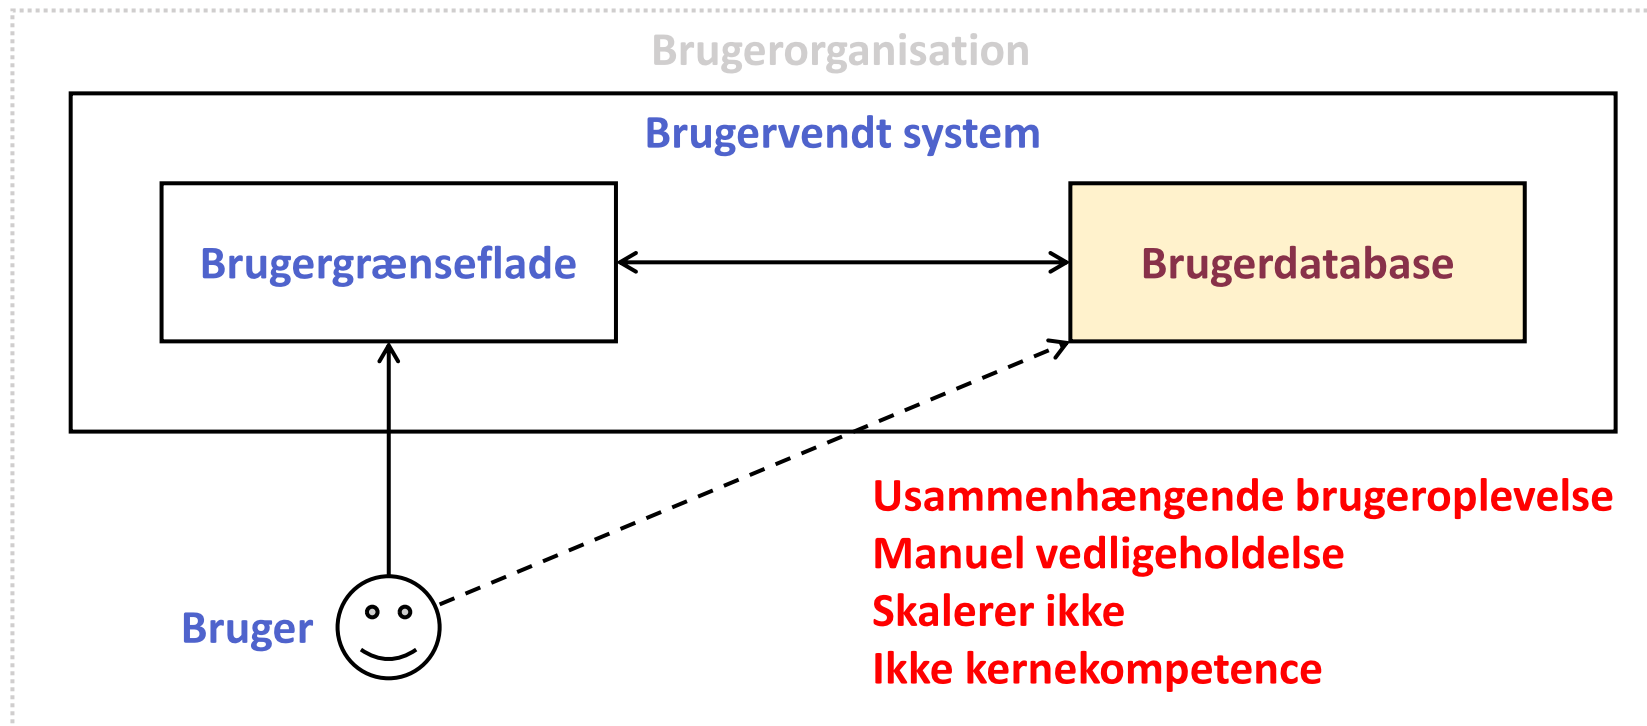 Brugerorganisation
Brugervendt system
Brugergrænseflade
Brugerdatabase
Usammenhængende brugeroplevelse
Manuel vedligeholdelse
Skalerer ikke
Bruger
Ikke kernekompetence